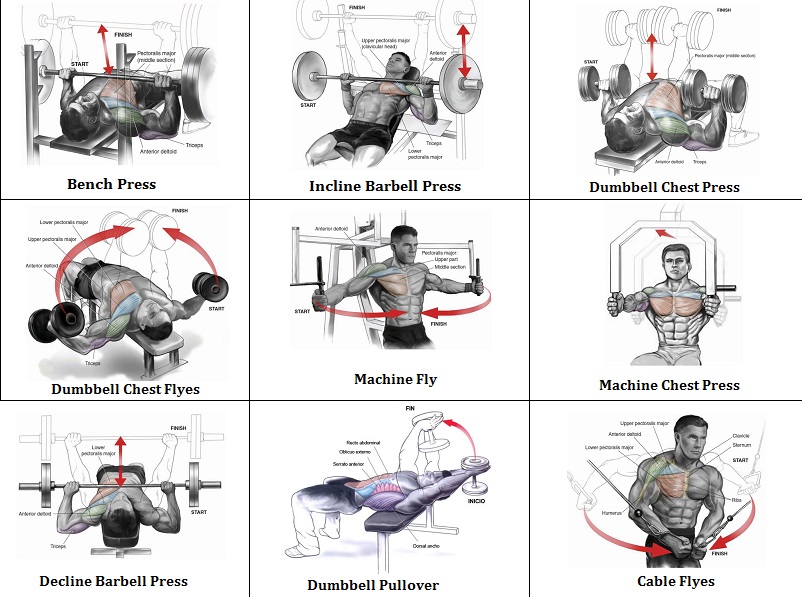 FINISH
START
Pectoralis major
(middle section)
Anterior deltoid
Triceps
Bench Press
FINISH
Upper pectoralis major
(clavicular head)
Anterior
deltoid
START
Triceps
Lower
pectoralis major
Incline Barbell Press
FINISH
START
Pectoralis major (middle section)
Anterior deltoid
Triceps
Dumbbell Chest Press
FINISH
Lower pectoralis major
Upper pectoralis major
Anterior deltoid
START
Triceps
Dumbbell Chest Flyes
Anterior deltoid
Pectoralis major:
Upper part
Middle section
START
FINISH
Machine Fly
Machine Chest Press
FINISH
Lower
pectoralis major
START
Anterior deltoid
Triceps
Decline Barbell Press
FIN
Recto abdominal
Oblicuo externo
Serrato anterior
INICIO
Dorsal ancho
Dumbbell Pullover
Upper pectoralis major
Anterior deltoid
Lower pectoralis major
Clavicle
Sternum
START
Ribs
Humerus
FINISH
Cable Flyes